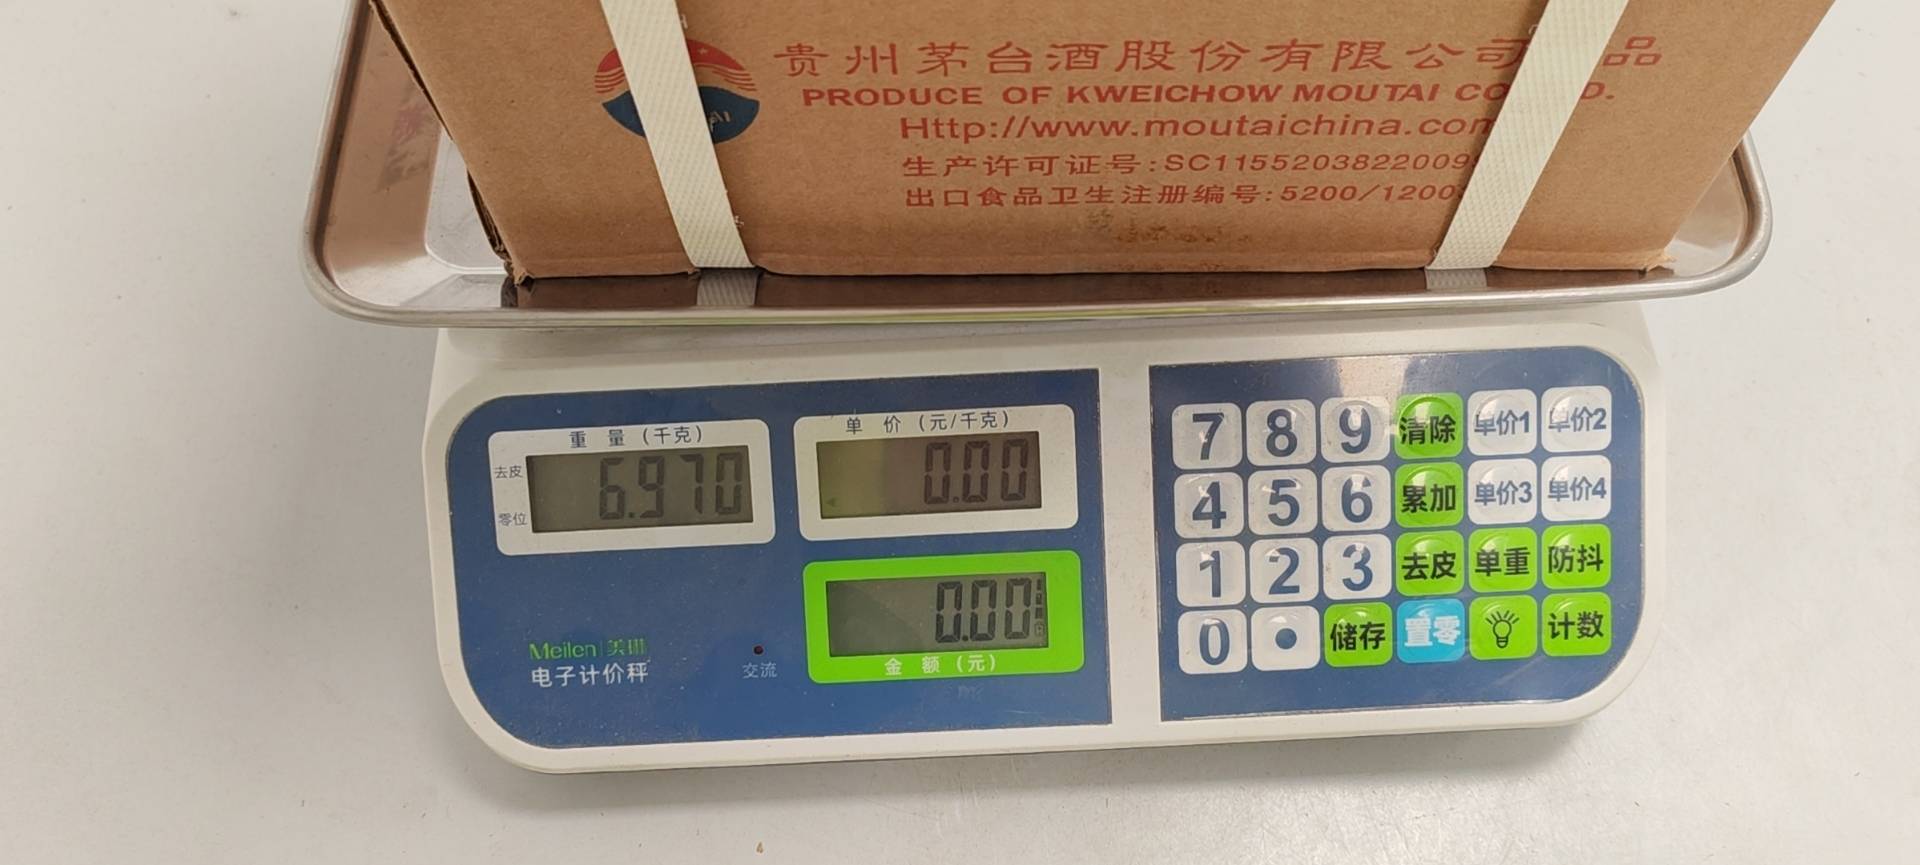 贵州茅台酒股份有限公司 品
PRODUCE OF KWEICHOW MOUTAI CO D.
Http://www.moutaichina.com
生产许可证号:SC1155203822009
出口食品卫生注册编号:5200/1200
重 量 (千克)
去皮
零位
6.970
单 价 (元/千克)
0.00
0.00
金 额 (元)
Meilen 美琳
电子计价秤
交流
7 8 9 清除 单价1 单价2
4 5 6 累加 单价3 单价4
1 2 3 去皮 单重 防抖
0 • 储存 置零 计数